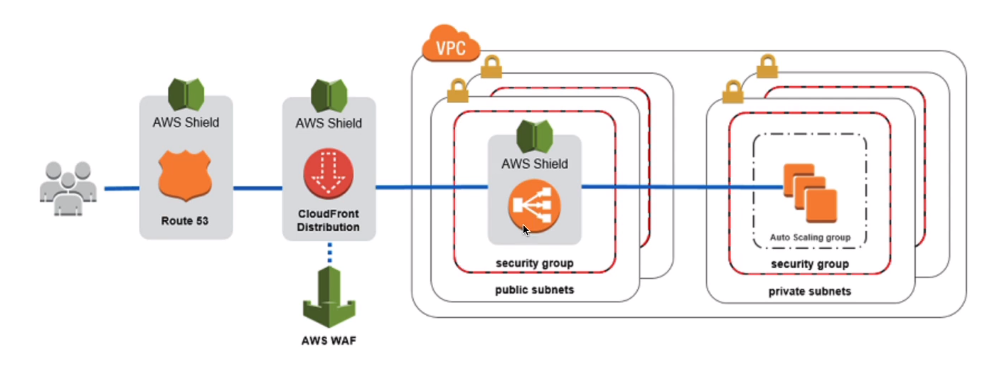 VPC
AWS Shield
Route 53
AWS Shield
CloudFront
Distribution
AWS WAF
AWS Shield
security group
public subnets
Auto Scaling group
security group
private subnets